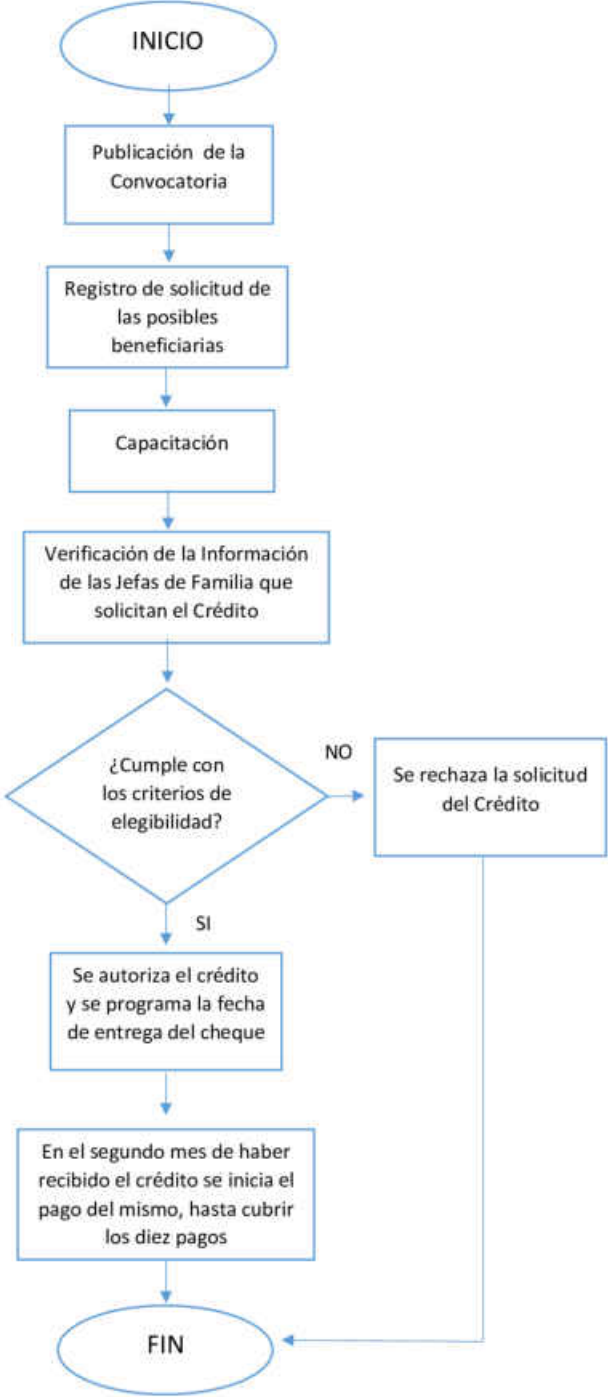 INICIO
Publicación de la
Convocatoria
Registro de solicitud de
las posibles
beneficiarias
Capacitación
Verificación de la Información
de las Jefas de Familia que
solicitan el Crédito
¿Cumple con
los criterios de
elegibilidad?
NO
Se rechaza la solicitud
del Crédito
SI
Se autoriza el crédito
y se programa la fecha
de entrega del cheque
En el segundo mes de haber
recibido el crédito se inicia el
pago del mismo, hasta cubrir
los diez pagos
FIN